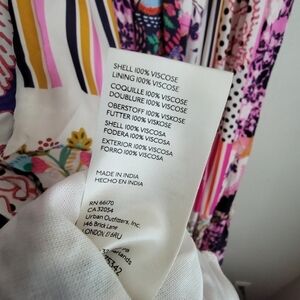 SHELL 100% VISCOSE
LINING 100% VISCOSE
COQUILLE 100% VISCOSE
DOUBLURE 100% VISCOSE
OBERSTOFF 100% VISKOSE
FUTTER 100% VISKOSE
SHELL 100% VISCOSA
FODERA 100% VISCOSA
EXTERIOR 100% VISCOSA
FORRO 100% VISCOSA
MADE IN INDIA
HECHO EN INDIA
RN 66170
CA 32054
Urban Outfitters, Inc.
146 Brick Lane
LONDON E1 6RU